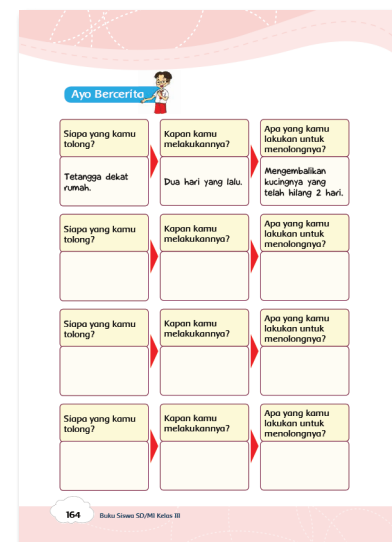 Ayo Bercerita
Siapa yang kamu
tolong?
Kapan kamu
melakukannya?
Apa yang kamu
lakukan untuk
menolongnya?
Tetangga dekat
rumah.
Dua hari yang lalu.
Mengembalikan
kucingnya yang
telah hilang 2 hari.
Siapa yang kamu
tolong?
Kapan kamu
melakukannya?
Apa yang kamu
lakukan untuk
menolongnya?
Siapa yang kamu
tolong?
Kapan kamu
melakukannya?
Apa yang kamu
lakukan untuk
menolongnya?
Siapa yang kamu
tolong?
Kapan kamu
melakukannya?
Apa yang kamu
lakukan untuk
menolongnya?
164 Buku Siswa SD/MI Kelas III